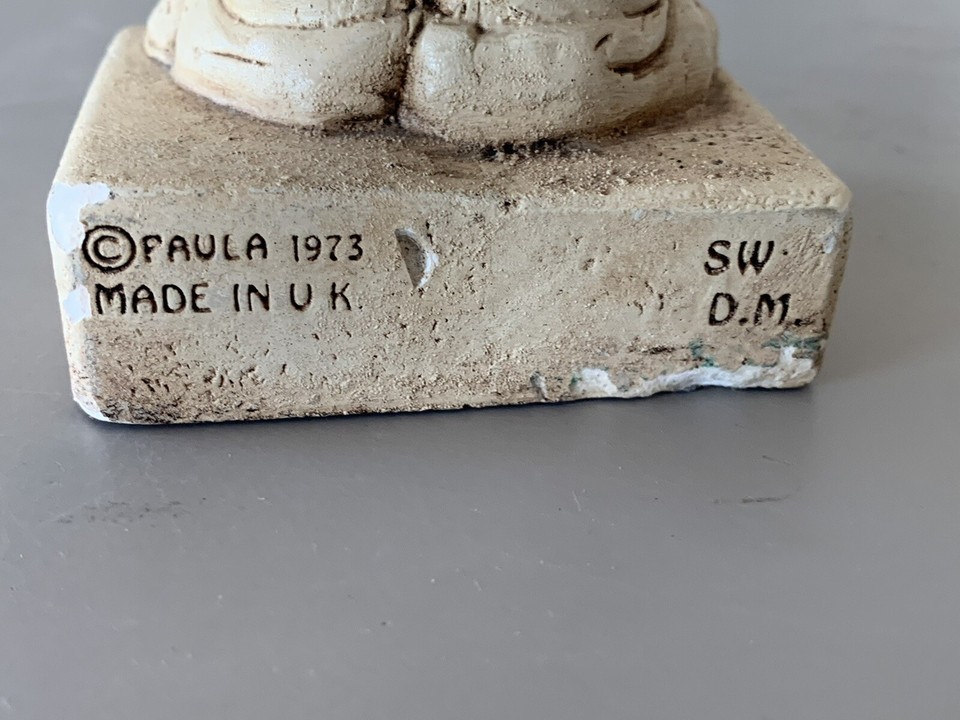 ©PAULA 1973
MADE IN U K.
SW
D.M.